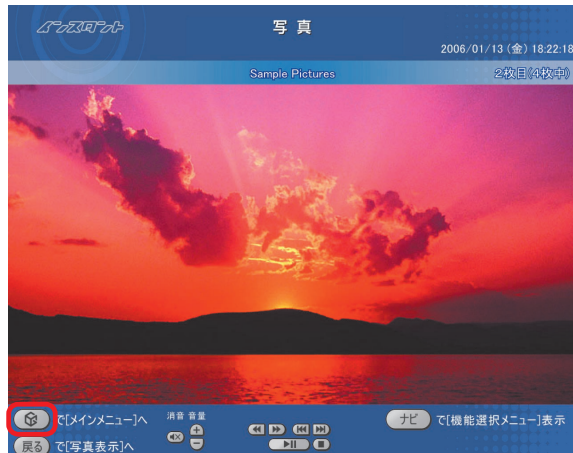 インスタント
写 真
2006/01/13 (金) 18:22:18
Sample Pictures
2枚目(4枚中)
で[メインメニュー]へ
消音 音量
ナビ で[機能選択メニュー]表示
戻る で[写真表示]へ